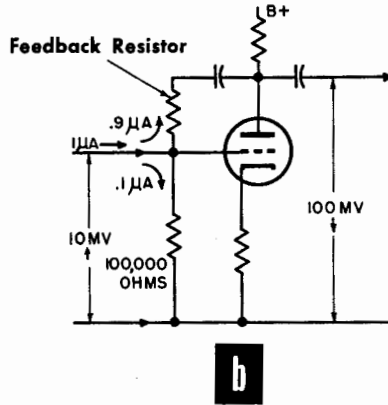 B+
Feedback Resistor
.9µA
1µA
.1µA
10MV
100,000
OHMS
100MV
b